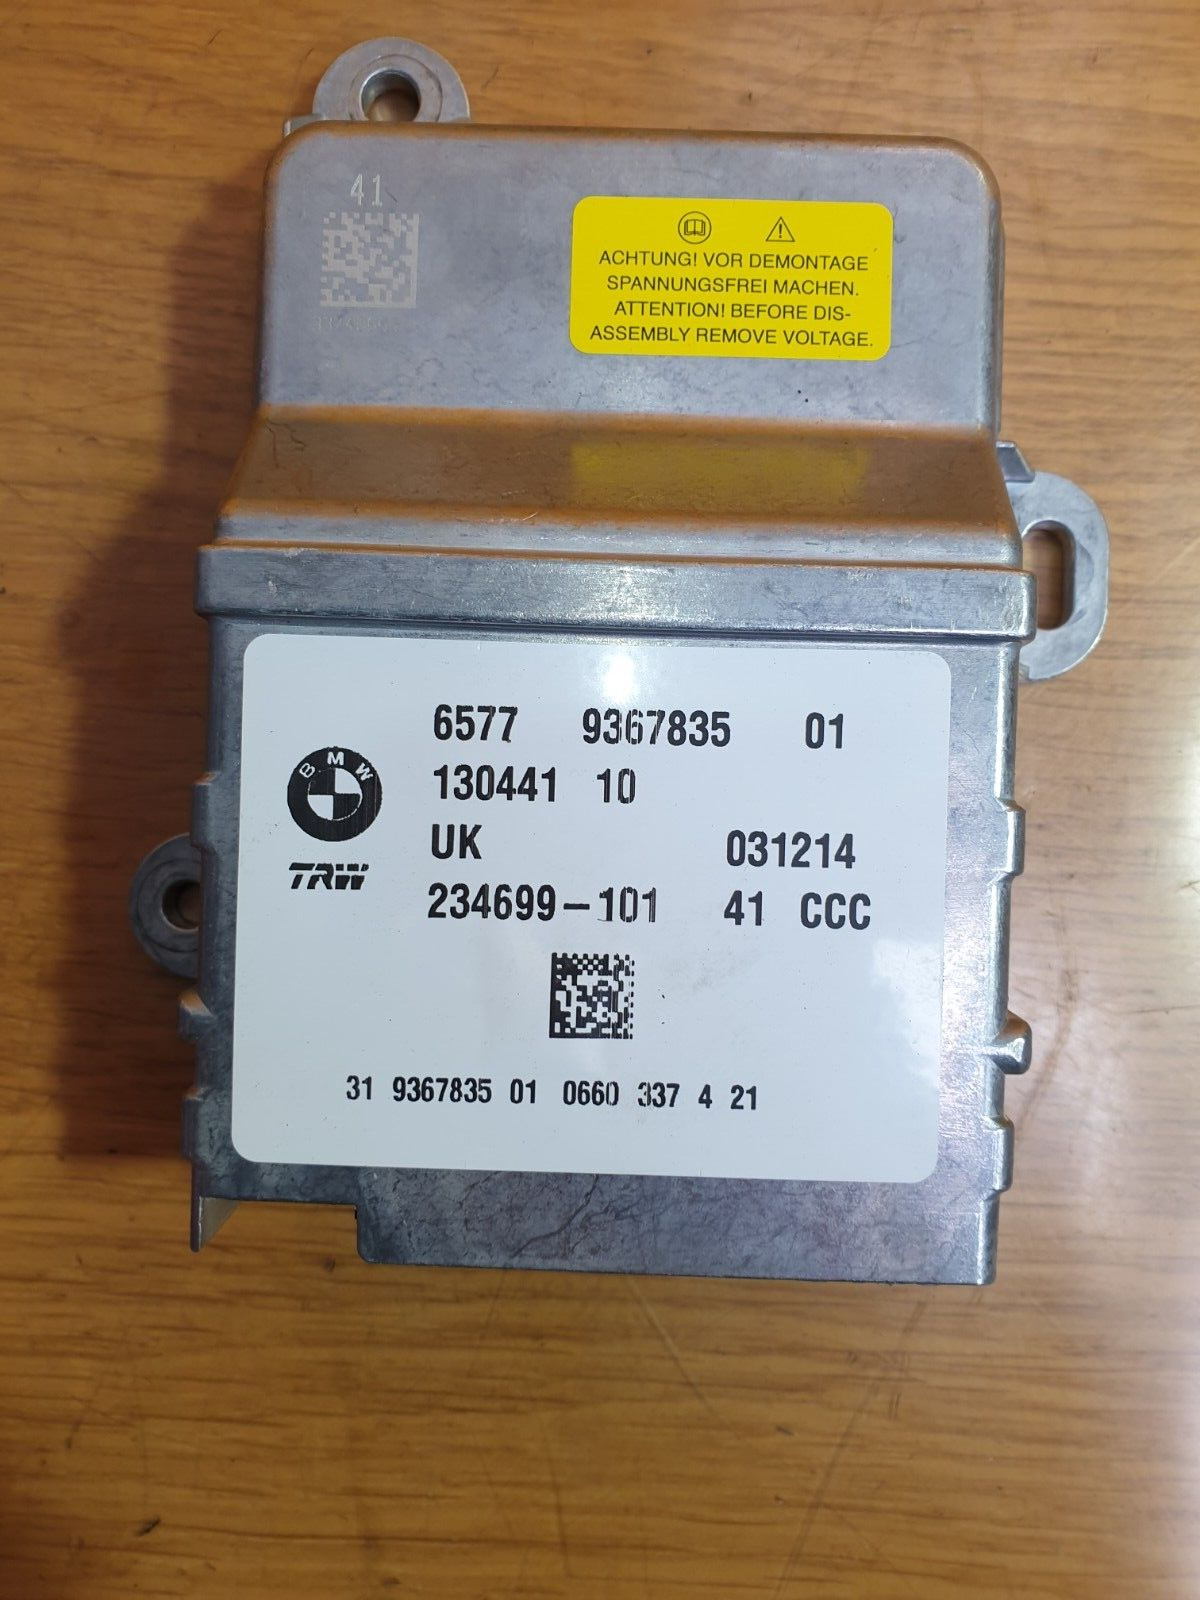 41
ACHTUNG! VOR DEMONTAGE
SPANNUNGSFREI MACHEN.
ATTENTION! BEFORE DIS-
ASSEMBLY REMOVE VOLTAGE.
6577 9367835 01
BMW
130441 10
UK 031214
TRW
234699-101 41 CCC
31 9367835 01 0660 337 4 21